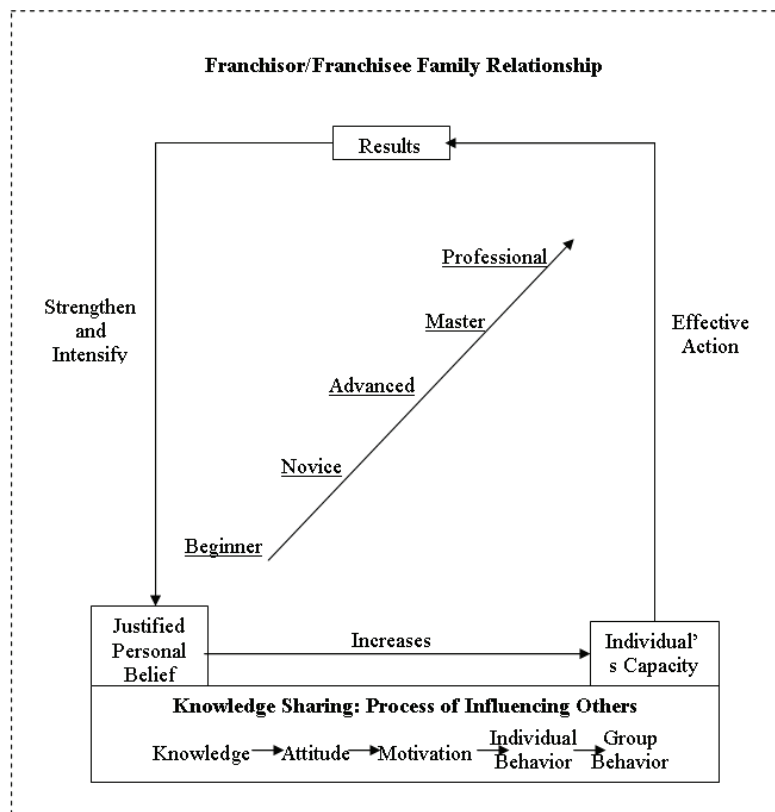 Franchisor/Franchisee Family Relationship
Results
Professional
Strengthen
and
Intensify
Master
Effective
Action
Advanced
Novice
Beginner
Justified
Personal
Belief
Increases
Individual’
s Capacity
Knowledge Sharing: Process of Influencing Others
Knowledge Attitude Motivation Individual
Behavior Group
Behavior